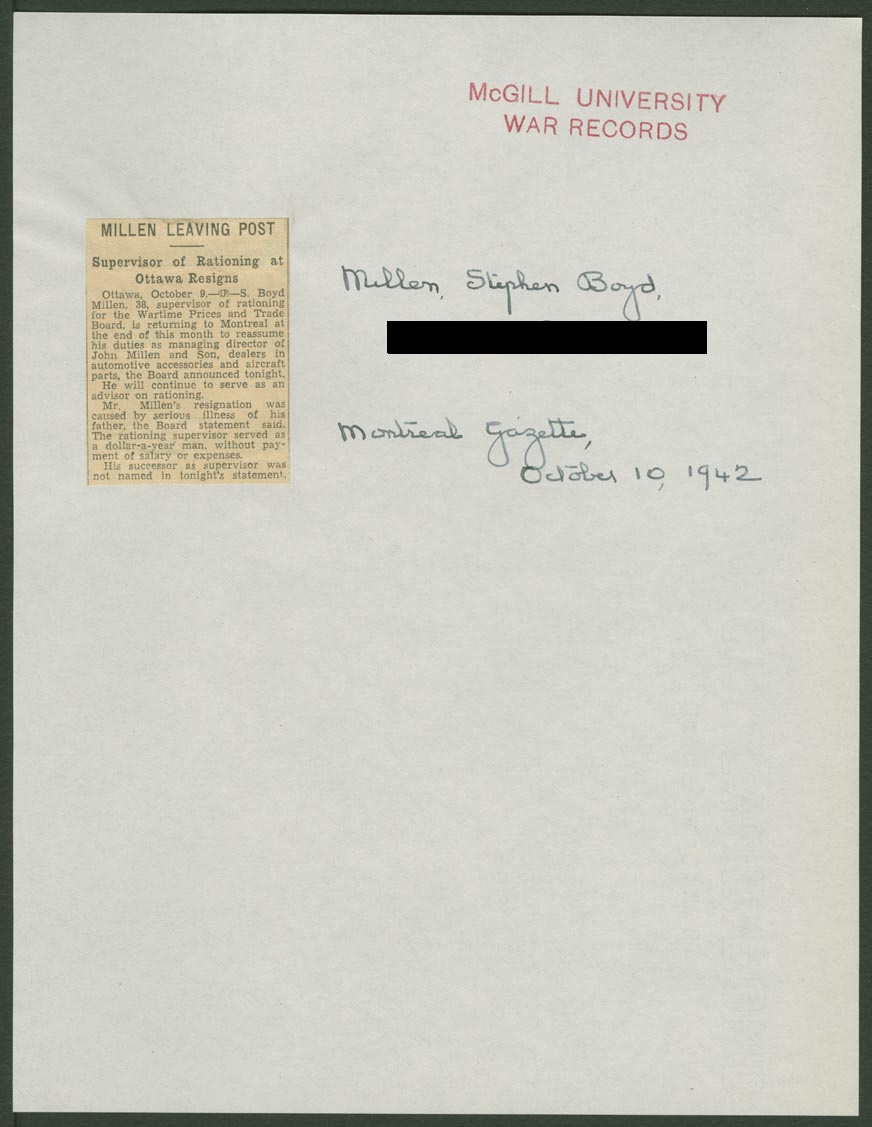 McGILL UNIVERSITY
WAR RECORDS
MILLEN LEAVING POST
Supervisor of Rationing at
Ottawa Resigns
Ottawa, October 9.—(CP)—S. Boyd
Millen, 38, supervisor of rationing
for the Wartime Prices and Trade
Board, is returning to Montreal at
the end of this month to reassume
his duties as managing director of
John Millen and Son, dealers in
automotive accessories and aircraft
parts, the Board announced tonight.
He will continue to serve as an
advisor on rationing.
Mr. Millen's resignation was
caused by serious illness of his
father, the Board statement said.
The rationing supervisor served as
a dollar-a-year man, without pay-
ment of salary or expenses.
His successor as supervisor was
not named in tonight's statement.
Millen, Stephen Boyd,
Montreal Gazette,
October 10, 1942